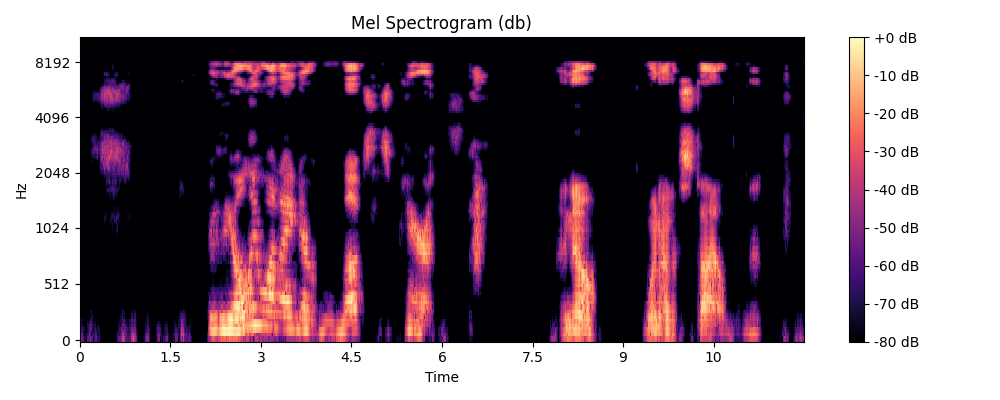 Mel Spectrogram (db)
8192
4096
2048
1024
512
0
Hz
0 1.5 3 4.5 6 7.5 9 10
Time
+0 dB
-10 dB
-20 dB
-30 dB
-40 dB
-50 dB
-60 dB
-70 dB
-80 dB